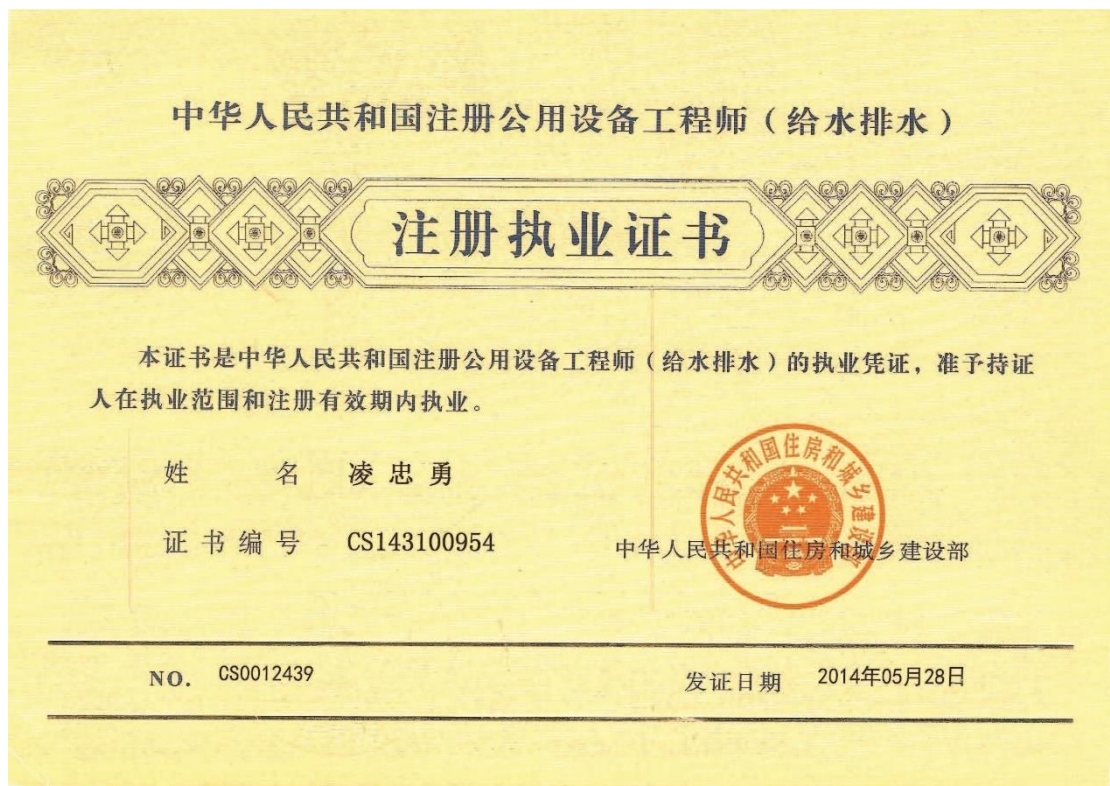 中华人民共和国注册公用设备工程师（给水排水）
注册执业证书
本证书是中华人民共和国注册公用设备工程师（给水排水）的执业凭证，准予持证
人在执业范围和注册有效期内执业。
姓 名 凌忠勇
证书编号 CS143100954
中华人民共和国住房和城乡建设部
中华人民共和国住房和城乡建设部
NO. CS0012439 发证日期 2014年05月28日